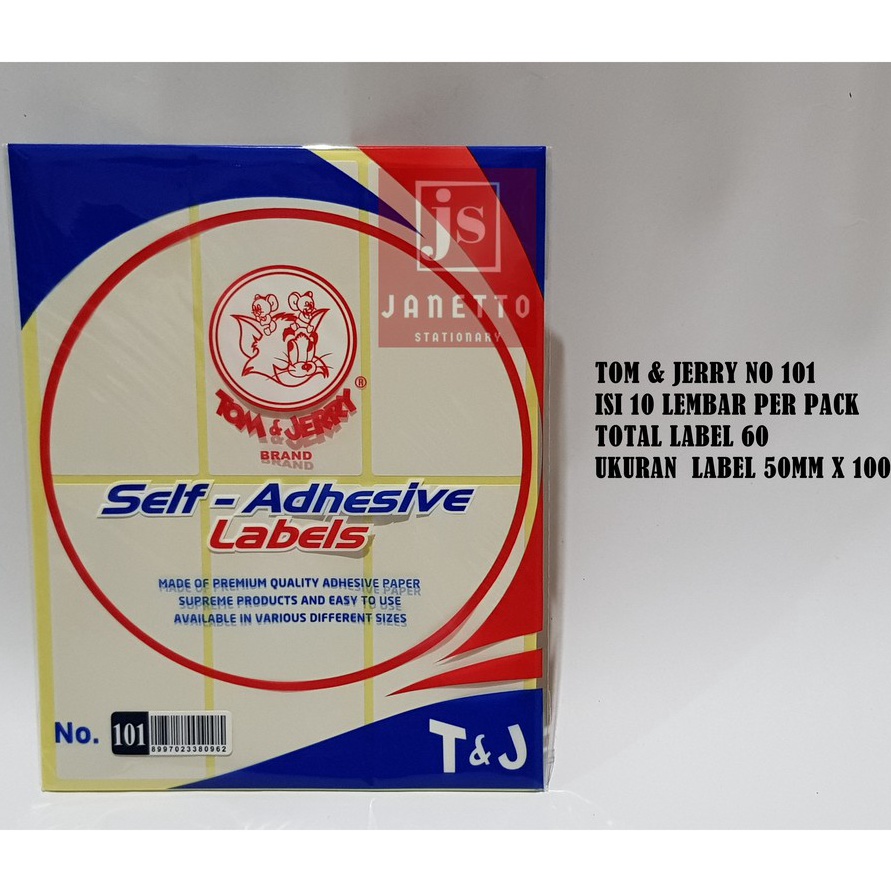 js
JANETTO
STATIONARY
TOM & JERRY
®
BRAND
Self - Adhesive
Labels
MADE OF PREMIUM QUALITY ADHESIVE PAPER
SUPREME PRODUCTS AND EASY TO USE
AVAILABLE IN VARIOUS DIFFERENT SIZES
No. 101
8997023380962
T&J
TOM & JERRY NO 101
ISI 10 LEMBAR PER PACK
TOTAL LABEL 60
UKURAN LABEL 50MM X 100